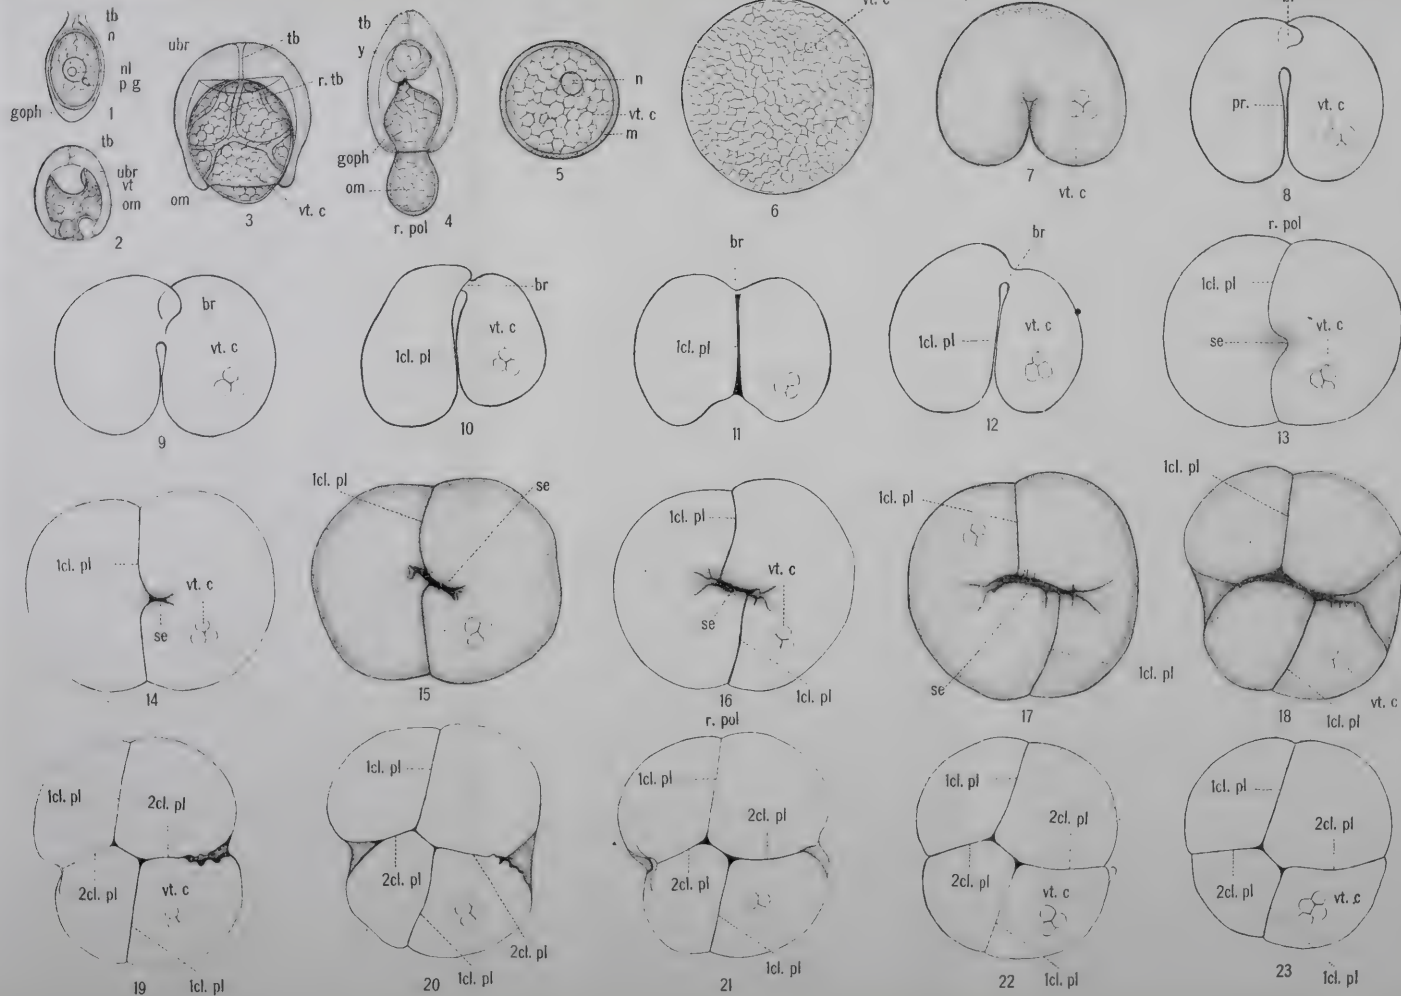 tb
n
nl
p g
goph
1
tb
ubr
vt
om
2
ubr
tb
r. tb
om
vt. c
3
tb
y
goph
om
4
r. pol
n
vt. c
m
5
vt. c
6
7
vt. c
pr.
vt. c
8
br
vt. c
9
br
vt. c
1cl. pl
10
br
1cl. pl
11
br
vt. c
1cl. pl
12
r. pol
1cl. pl
vt. c
se
13
1cl. pl
vt. c
se
14
1cl. pl
se
15
1cl. pl
vt. c
se
1cl. pl
16
1cl. pl
se
1cl. pl
17
1cl. pl
vt. c
1cl. pl
18
1cl. pl
2cl. pl
2cl. pl
vt. c
1cl. pl
19
1cl. pl
2cl. pl
2cl. pl
1cl. pl
20
r. pol
1cl. pl
2cl. pl
2cl. pl
1cl. pl
21
1cl. pl
2cl. pl
2cl. pl
vt. c
1cl. pl
22
1cl. pl
2cl. pl
2cl. pl
vt. c
1cl. pl
23